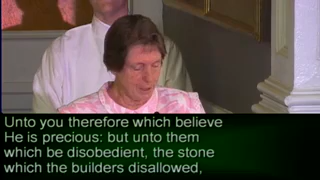 Unto you therefore which believe
He is precious: but unto them
which be disobedient, the stone
which the builders disallowed,